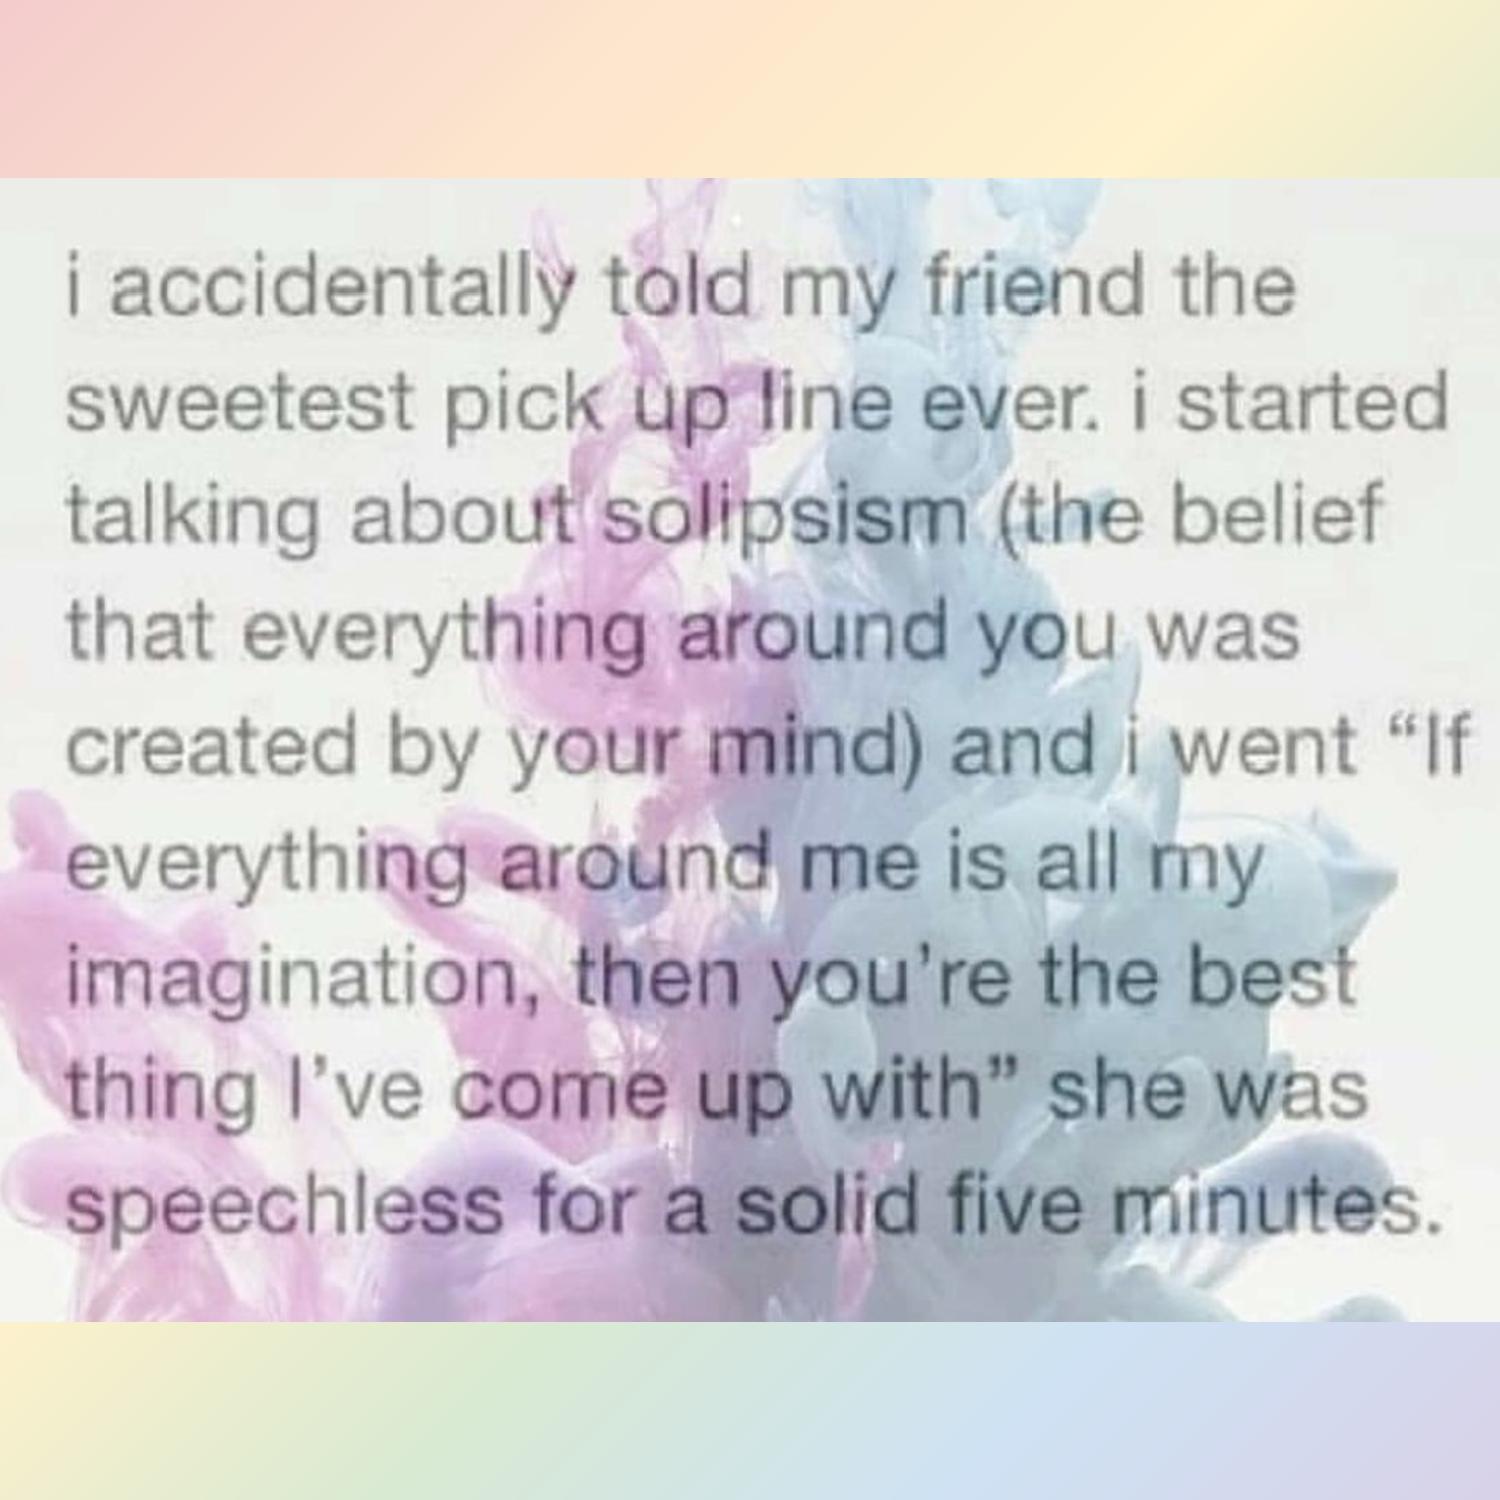 i accidentally told my friend the
sweetest pick up line ever. i started
talking about solipsism (the belief
that everything around you was
created by your mind) and i went “If
everything around me is all my
imagination, then you’re the best
thing I’ve come up with” she was
speechless for a solid five minutes.